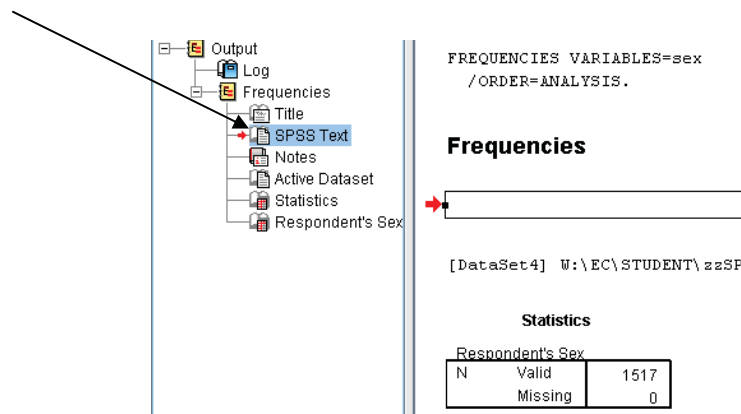 Output
Log
Frequencies
Title
SPSS Text
Notes
Active Dataset
Statistics
Respondent's Sex
FREQUENCIES VARIABLES=sex
/ORDER=ANALYSIS.
Frequencies
[DataSet4] W:\EC\STUDENT\zzSP
Statistics
Respondent's Sex
N Valid 1517
Missing 0